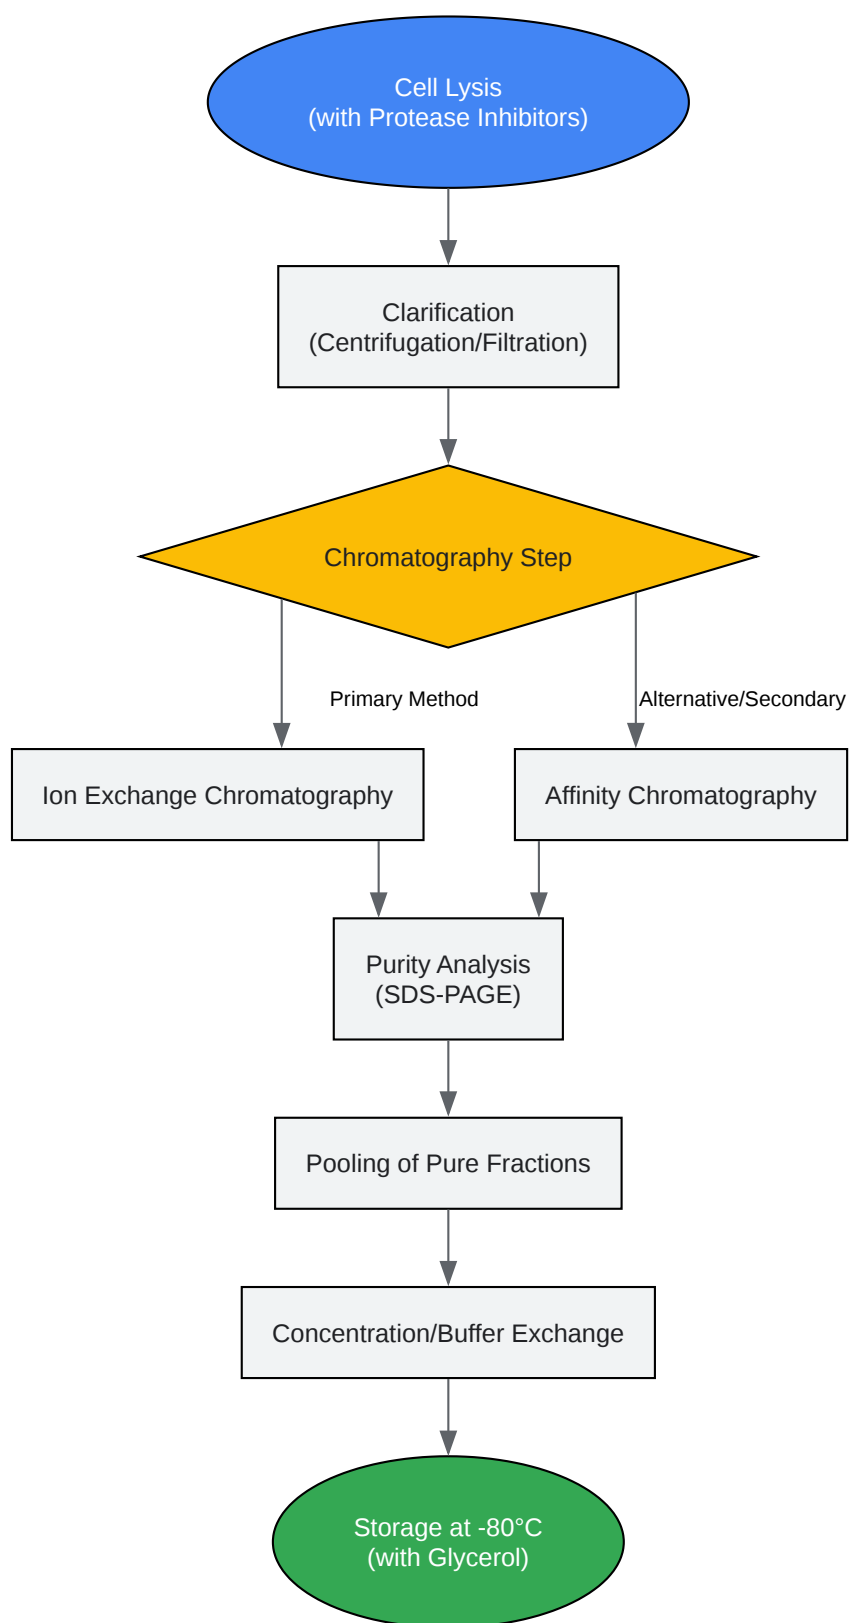 Cell Lysis
(with Protease Inhibitors)
Clarification
(Centrifugation/Filtration)
Chromatography Step
Primary Method
Alternative/Secondary
Ion Exchange Chromatography
Affinity Chromatography
Purity Analysis
(SDS-PAGE)
Pooling of Pure Fractions
Concentration/Buffer Exchange
Storage at -80°C
(with Glycerol)